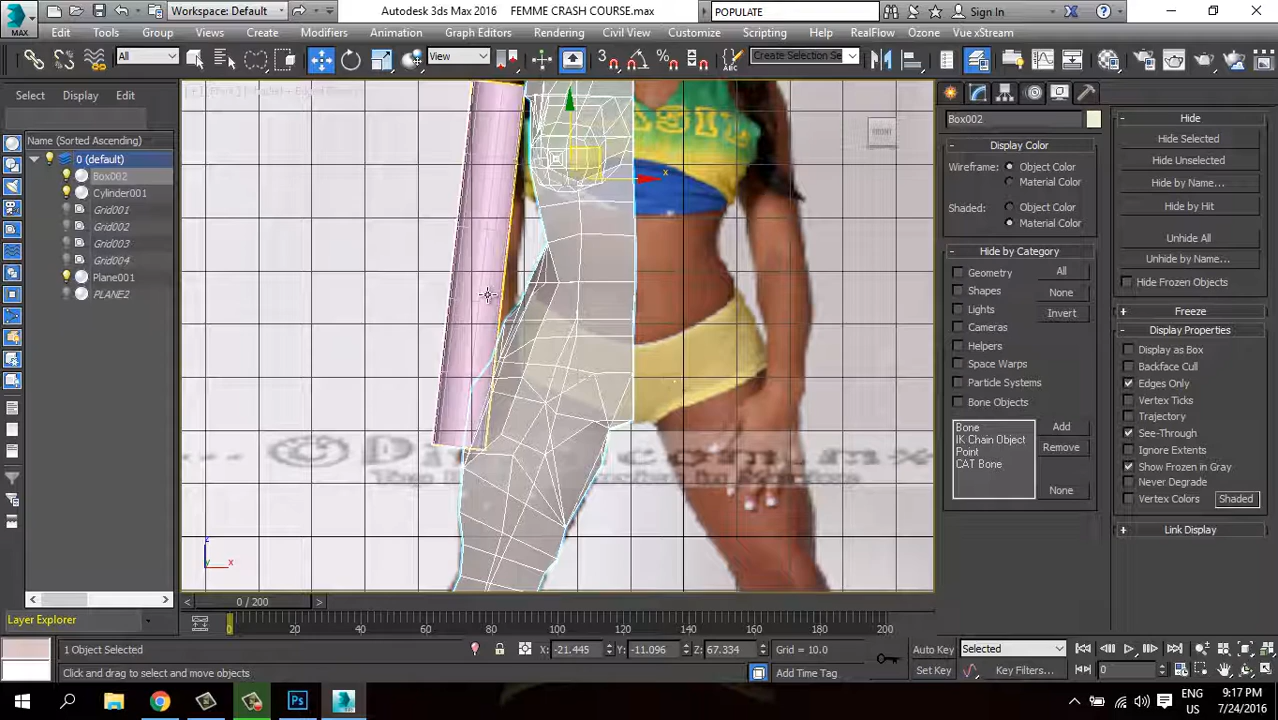 MAX
Workspace: Default
Autodesk 3ds Max 2016
FEMME CRASH COURSE.max
POPULATE
Sign In
Edit
Tools
Group
Views
Create
Modifiers
Animation
Graph Editors
Rendering
Civil View
Customize
Scripting
Help
RealFlow
Ozone
Vue xStream
All
View
Create Selection Se
Select
Display
Edit
Name (Sorted Ascending)
0 (default)
Box002
Cylinder001
Grid001
Grid002
Grid003
Grid004
Plane001
PLANE2
FRONT
x
z
x
Box002
Display Color
Wireframe:
Object Color
Material Color
Shaded:
Object Color
Material Color
Hide by Category
Geometry
Shapes
Lights
Cameras
Helpers
Space Warps
Particle Systems
Bone Objects
All
None
Invert
Bone
IK Chain Object
Point
CAT Bone
Add
Remove
None
Hide
Hide Selected
Hide Unselected
Hide by Name...
Hide by Hit
Unhide All
Unhide by Name...
Hide Frozen Objects
Freeze
Display Properties
Display as Box
Backface Cull
Edges Only
Vertex Ticks
Trajectory
See-Through
Ignore Extents
Show Frozen in Gray
Never Degrade
Vertex Colors
Shaded
Link Display
Layer Explorer
0 / 200
0
20
40
60
80
100
120
140
160
180
200
1 Object Selected
X: -21.445
Y: -11.096
Z: 67.334
Grid = 10.0
Auto Key
Selected
Click and drag to select and move objects
Add Time Tag
Set Key
Key Filters...
0
Ps
MAX
ENG
US
9:17 PM
7/24/2016